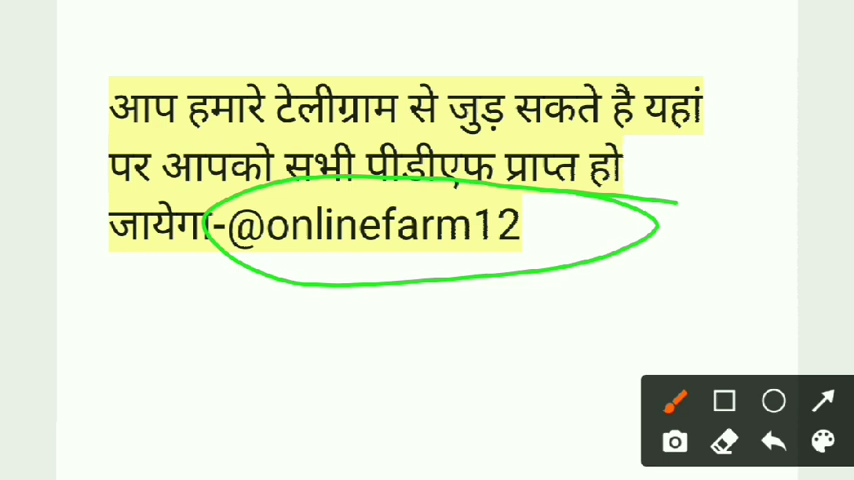 आप हमारे टेलीग्राम से जुड़ सकते है यहां
पर आपको सभी पीडीएफ प्राप्त हो
जायेगा-@onlinefarm12